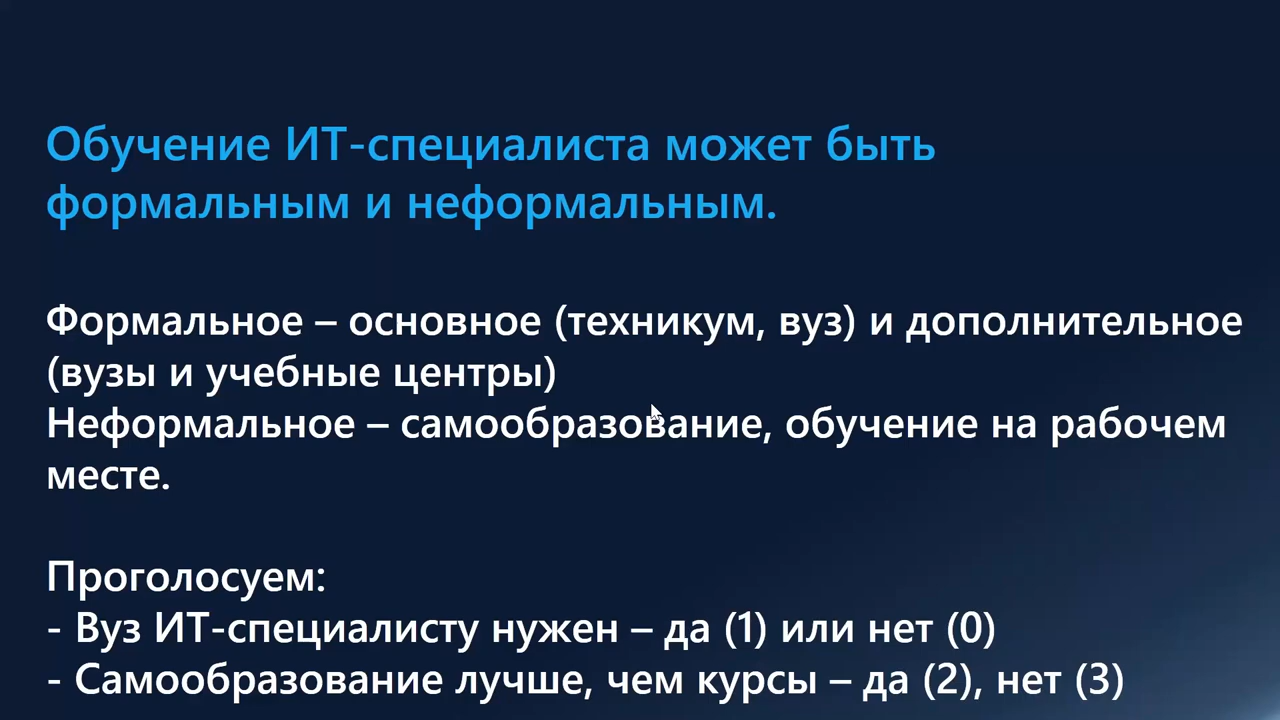 Обучение ИТ-специалиста может быть
формальным и неформальным.
Формальное – основное (техникум, вуз) и дополнительное
(вузы и учебные центры)
Неформальное – самообразование, обучение на рабочем
месте.
Проголосуем:
- Вуз ИТ-специалисту нужен – да (1) или нет (0)
- Самообразование лучше, чем курсы – да (2), нет (3)